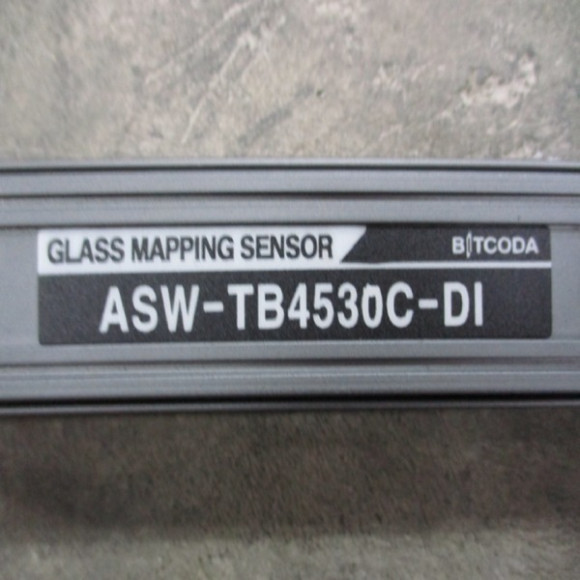 GLASS MAPPING SENSOR BITCODA
ASW-TB4530C-DI